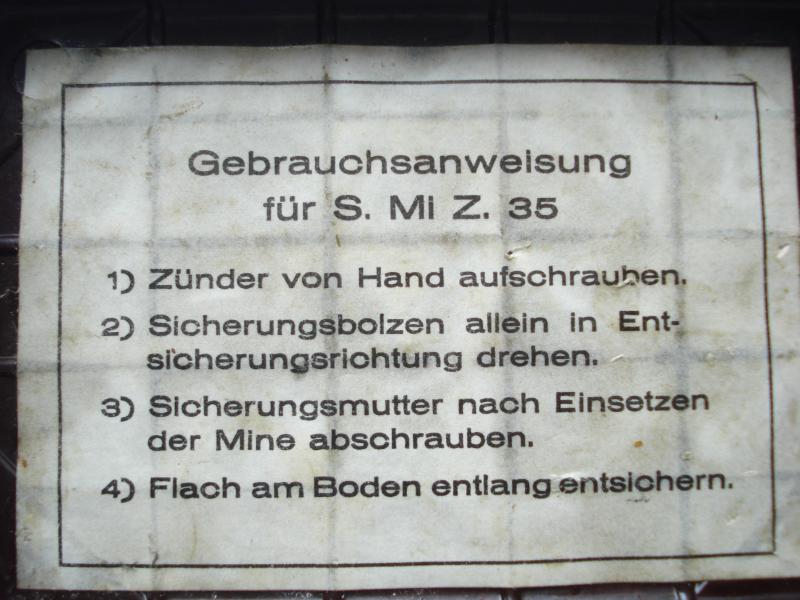 Gebrauchsanweisung
für S. Mi Z. 35
1) Zünder von Hand aufschrauben.
2) Sicherungsbolzen allein in Ent-
sicherungsrichtung drehen.
3) Sicherungsmutter nach Einsetzen
der Mine abschrauben.
4) Flach am Boden entlang entsichern.